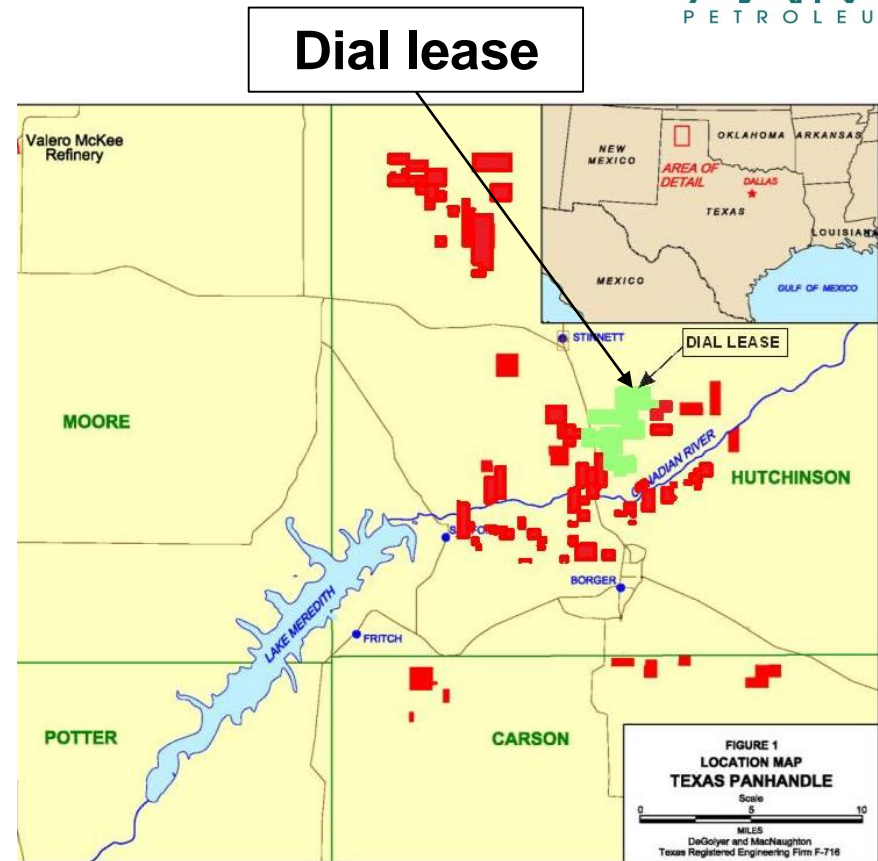 PETROLEU
Dial lease
Valero McKee
Refinery
NEW
MEXICO
OKLAHOMA
ARKANSAS
AREA OF
DETAIL
DALLAS
TEXAS
LOUISIANA
MEXICO
GULF OF MEXICO
STINNETT
DIAL LEASE
MOORE
CANADIAN RIVER
HUTCHINSON
BORGER
LAKE MEREDITH
FRITCH
POTTER
CARSON
FIGURE 1
LOCATION MAP
TEXAS PANHANDLE
Scale
0 5 10
MILES
DeGolyer and MacNaughton
Texas Registered Engineering Firm F-716